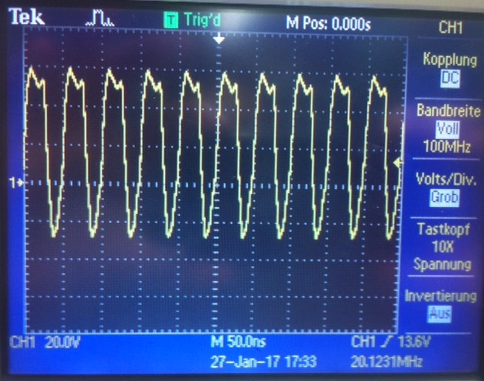 Tek T Trig'd M Pos: 0.000s CH1
Kopplung
DC
Bandbreite
Voll
100MHz
Volts/Div.
Grob
Tastkopf
10X
Spannung
Invertierung
Aus
1
CH1 20.0V M 50.0ns CH1 13.6V
27-Jan-17 17:33 20.1231MHz